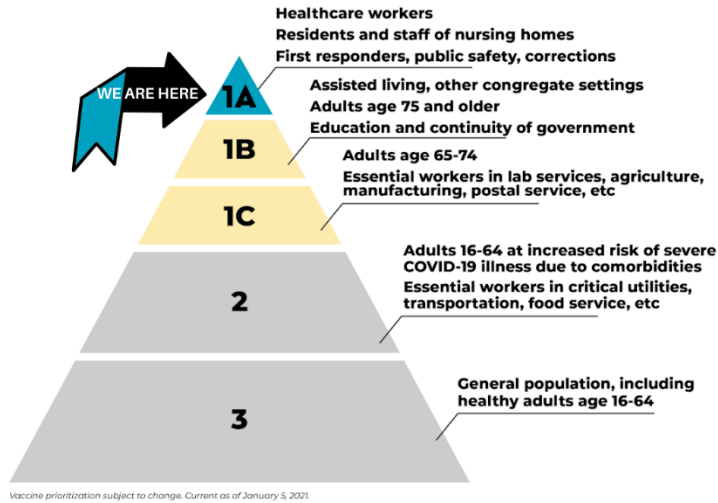 Healthcare workers
Residents and staff of nursing homes
First responders, public safety, corrections
WE ARE HERE
1A
Assisted living, other congregate settings
Adults age 75 and older
Education and continuity of government
1B
Adults age 65-74
Essential workers in lab services, agriculture,
manufacturing, postal service, etc
1C
Adults 16-64 at increased risk of severe
COVID-19 illness due to comorbidities
Essential workers in critical utilities,
transportation, food service, etc
2
General population, including
healthy adults age 16-64
3
Vaccine prioritization subject to change. Current as of January 5, 2021.